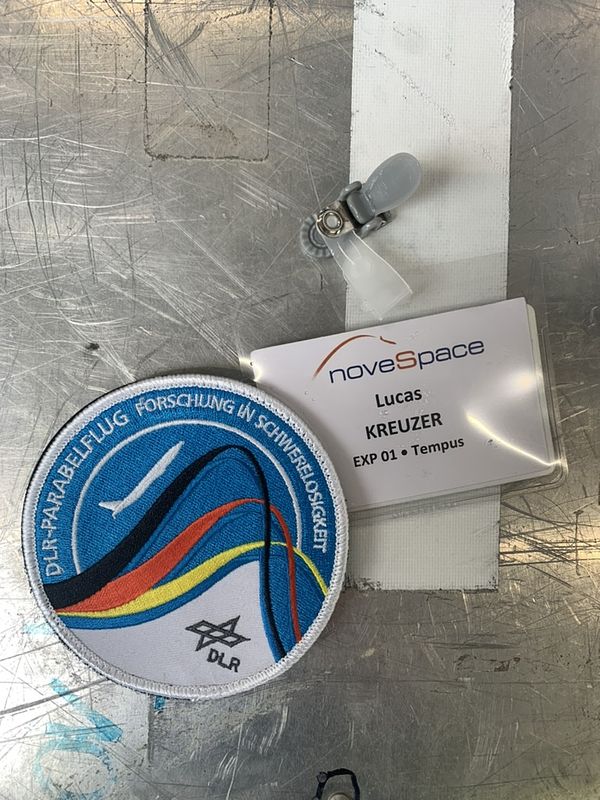 DLR-PARABELFLUG FORSCHUNG IN SCHWERELOSIGKEIT
DLR
noveSpace
Lucas
KREUZER
EXP 01 • Tempus